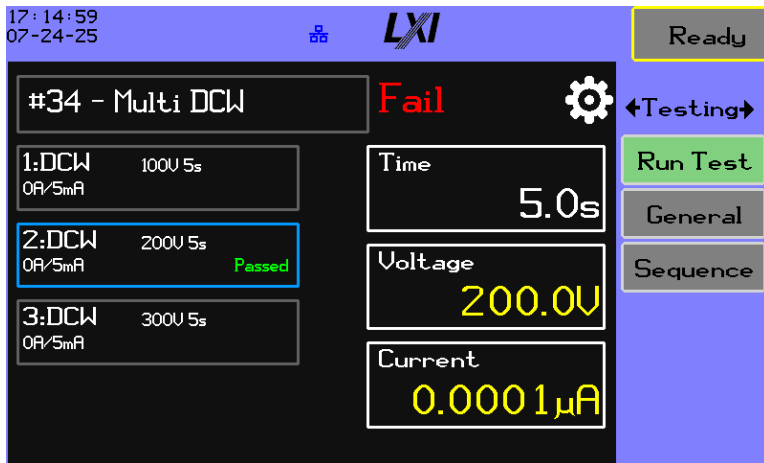 17:14:59
07-24-25
LXI
Ready
#34 - Multi DCW
Fail
←Testing→
1:DCW 100V 5s
0A/5mA
Time
5.0s
Run Test
General
2:DCW 200V 5s
0A/5mA Passed
Voltage
200.0V
Sequence
3:DCW 300V 5s
0A/5mA
Current
0.0001µA